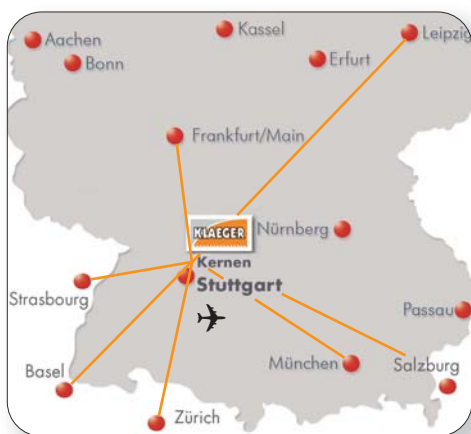 Kassel
Leipzig
Aachen
Bonn
Erfurt
Frankfurt/Main
KLAEGER
Nürnberg
Kernen
Stuttgart
Strasbourg
Passau
München
Salzburg
Basel
Zürich